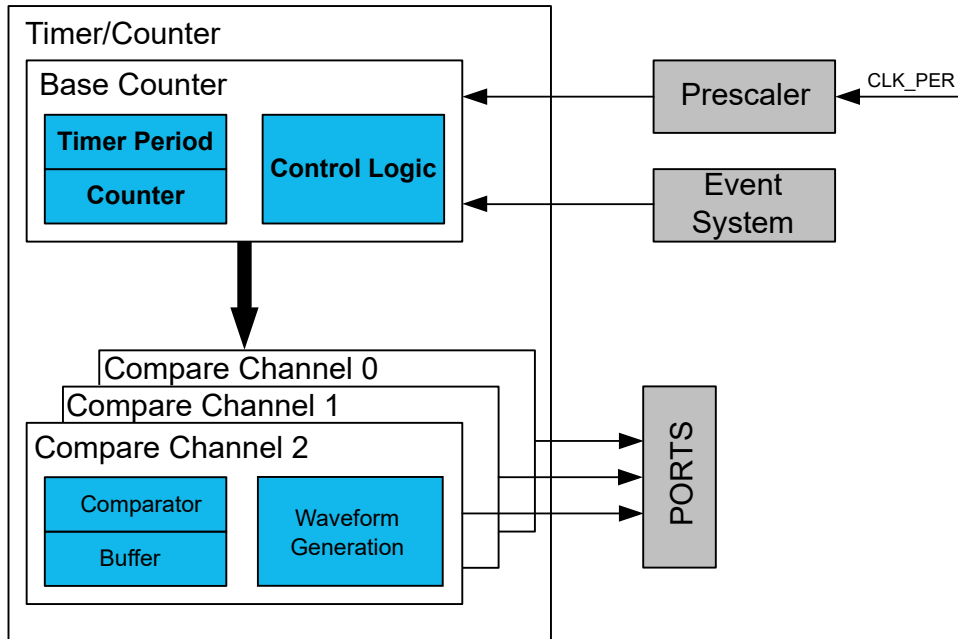 Timer/Counter
Base Counter
Timer Period
Counter
Control Logic
Prescaler
CLK_PER
Event
System
Compare Channel 0
Compare Channel 1
Compare Channel 2
Comparator
Buffer
Waveform
Generation
PORTS